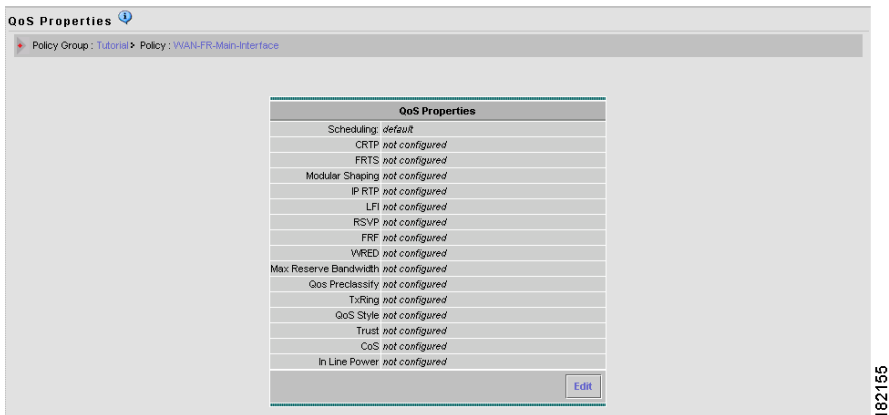 QoS Properties
Policy Group : Tutorial > Policy : WAN-FR-Main-Interface
QoS Properties
Scheduling: default
CRTP not configured
FRTS not configured
Modular Shaping not configured
IP RTP not configured
LFI not configured
RSVP not configured
FRF not configured
WRED not configured
Max Reserve Bandwidth not configured
Qos Preclassify not configured
TxRing not configured
QoS Style not configured
Trust not configured
CoS not configured
In Line Power not configured
Edit
182155